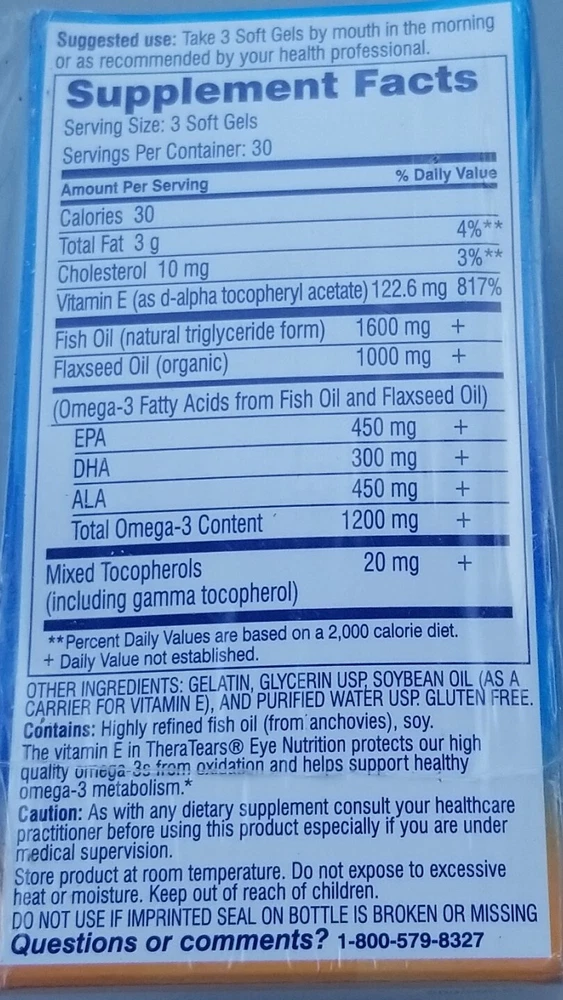 Suggested use: Take 3 Soft Gels by mouth in the morning
or as recommended by your health professional.
Supplement Facts
Serving Size: 3 Soft Gels
Servings Per Container: 30
Amount Per Serving % Daily Value
Calories 30
Total Fat 3 g 4%**
Cholesterol 10 mg 3%**
Vitamin E (as d-alpha tocopheryl acetate) 122.6 mg 817%
Fish Oil (natural triglyceride form) 1600 mg +
Flaxseed Oil (organic) 1000 mg +
(Omega-3 Fatty Acids from Fish Oil and Flaxseed Oil)
EPA 450 mg +
DHA 300 mg +
ALA 450 mg +
Total Omega-3 Content 1200 mg +
Mixed Tocopherols 20 mg +
(including gamma tocopherol)
**Percent Daily Values are based on a 2,000 calorie diet.
+ Daily Value not established.
OTHER INGREDIENTS: GELATIN, GLYCERIN USP, SOYBEAN OIL (AS A
CARRIER FOR VITAMIN E), AND PURIFIED WATER USP. GLUTEN FREE.
Contains: Highly refined fish oil (from anchovies), soy.
The vitamin E in TheraTears® Eye Nutrition protects our high
quality omega-3s from oxidation and helps support healthy
omega-3 metabolism.*
Caution: As with any dietary supplement consult your healthcare
practitioner before using this product especially if you are under
medical supervision.
Store product at room temperature. Do not expose to excessive
heat or moisture. Keep out of reach of children.
DO NOT USE IF IMPRINTED SEAL ON BOTTLE IS BROKEN OR MISSING
Questions or comments? 1-800-579-8327